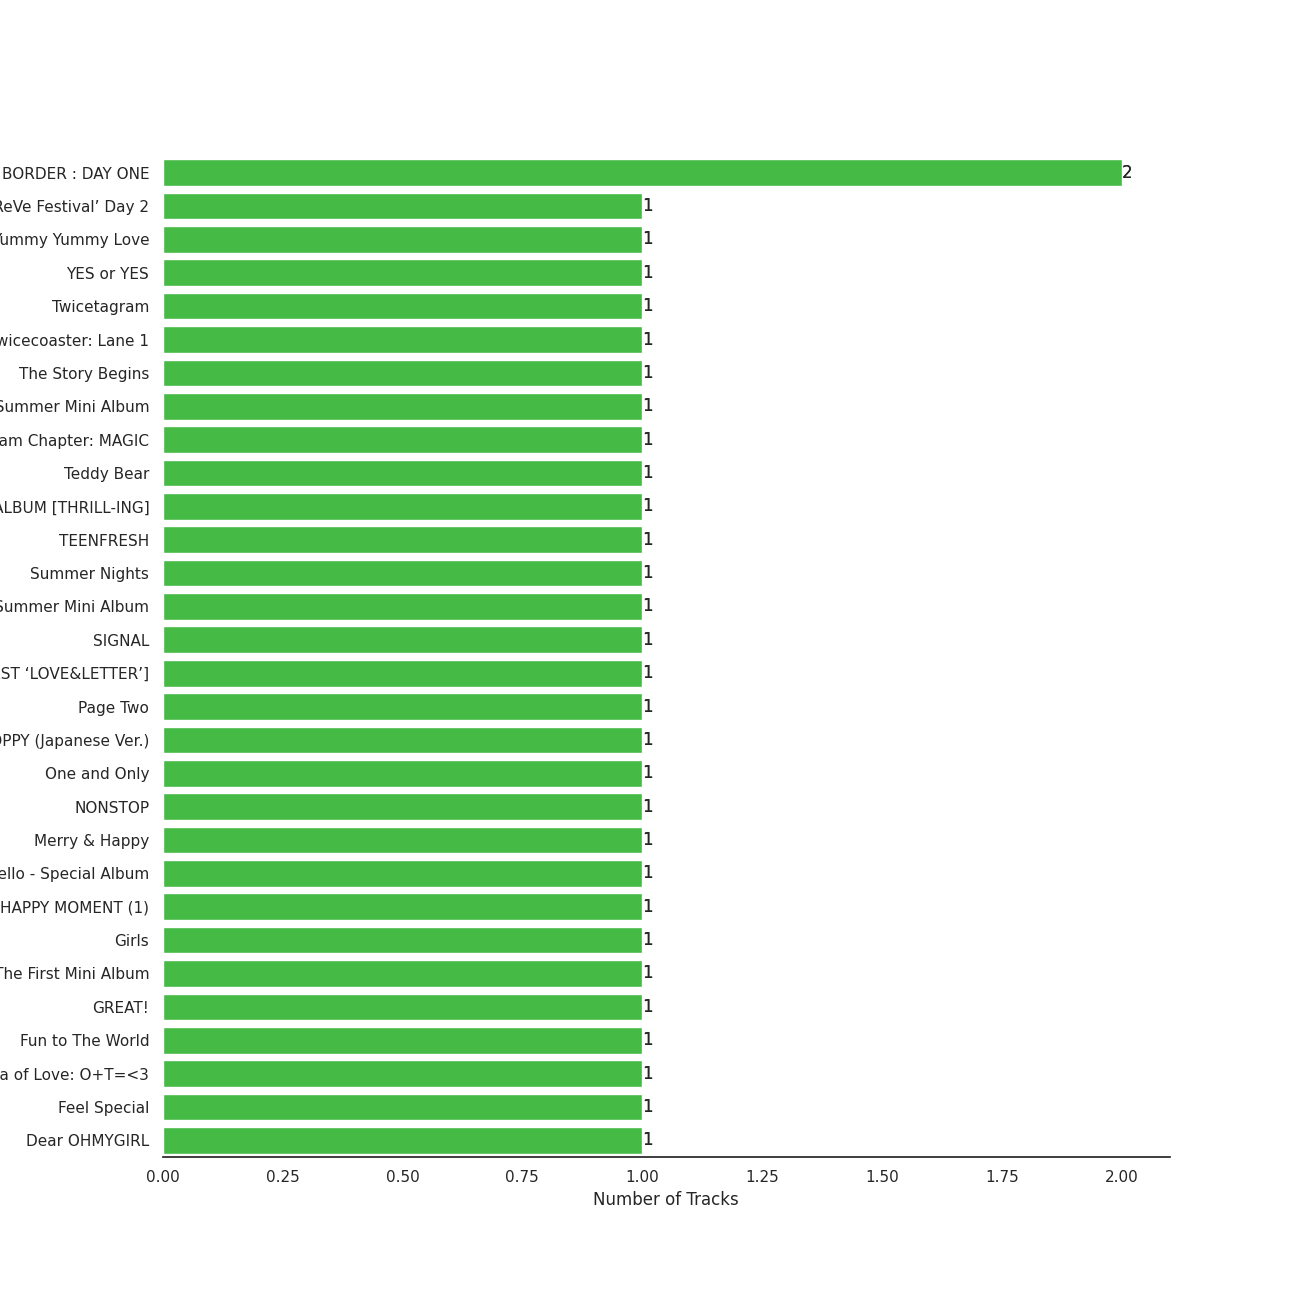 BORDER : DAY ONE 2
ReVe Festival’ Day 2 1
Yummy Yummy Love 1
YES or YES 1
Twicetagram 1
wicecoaster: Lane 1 1
The Story Begins 1
Summer Mini Album 1
am Chapter: MAGIC 1
Teddy Bear 1
ALBUM [THRILL-ING] 1
TEENFRESH 1
Summer Nights 1
Summer Mini Album 1
SIGNAL 1
ST ‘LOVE&LETTER’] 1
Page Two 1
OPPY (Japanese Ver.) 1
One and Only 1
NONSTOP 1
Merry & Happy 1
ello - Special Album 1
HAPPY MOMENT (1) 1
Girls 1
The First Mini Album 1
GREAT! 1
Fun to The World 1
a of Love: O+T=<3 1
Feel Special 1
Dear OHMYGIRL 1
0.00 0.25 0.50 0.75 1.00 1.25 1.50 1.75 2.00
Number of Tracks